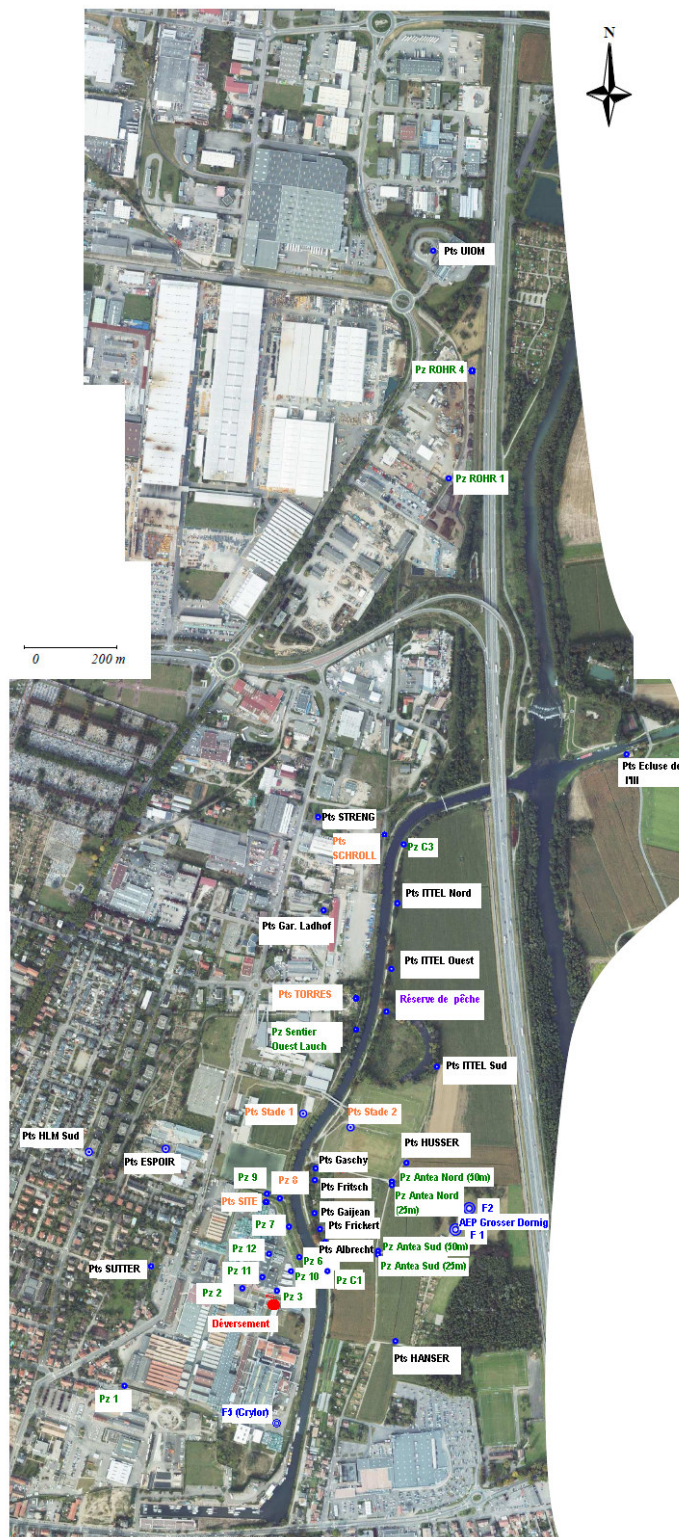 N
Pts UIOM
Pz ROHR 4
Pz ROHR 1
0 200 m
Pts Ecluse de
l'Ill
Pts STRENG
Pts
SCHROLL
Pz C3
Pts ITTEL Nord
Pts Gar. Ladhof
Pts ITTEL Ouest
Pts TORRES
Réserve de pêche
Pz Sentier
Ouest Lauch
Pts ITTEL Sud
Pts Stade 1
Pts Stade 2
Pts HLM Sud
Pts ESPOIR
Pts Gaschy
Pts HUSSER
Pts Fritsch
Pz 9
Pz 8
Pz Antea Nord (50m)
Pts SITE
Pz Antea Nord
(25m)
F2
Pts Gaijean
AEP Grosser Dornig
Pz 7
Pts Frickert
F 1
Pz 12
Pts Albrecht
Pz Antea Sud (50m)
Pz 6
Pts SUTTER
Pz Antea Sud (25m)
Pz 11
Pz 10
Pz C1
Pz 2
Pz 3
Déversement
Pts HANSER
Pz 1
F5 (Crylor)